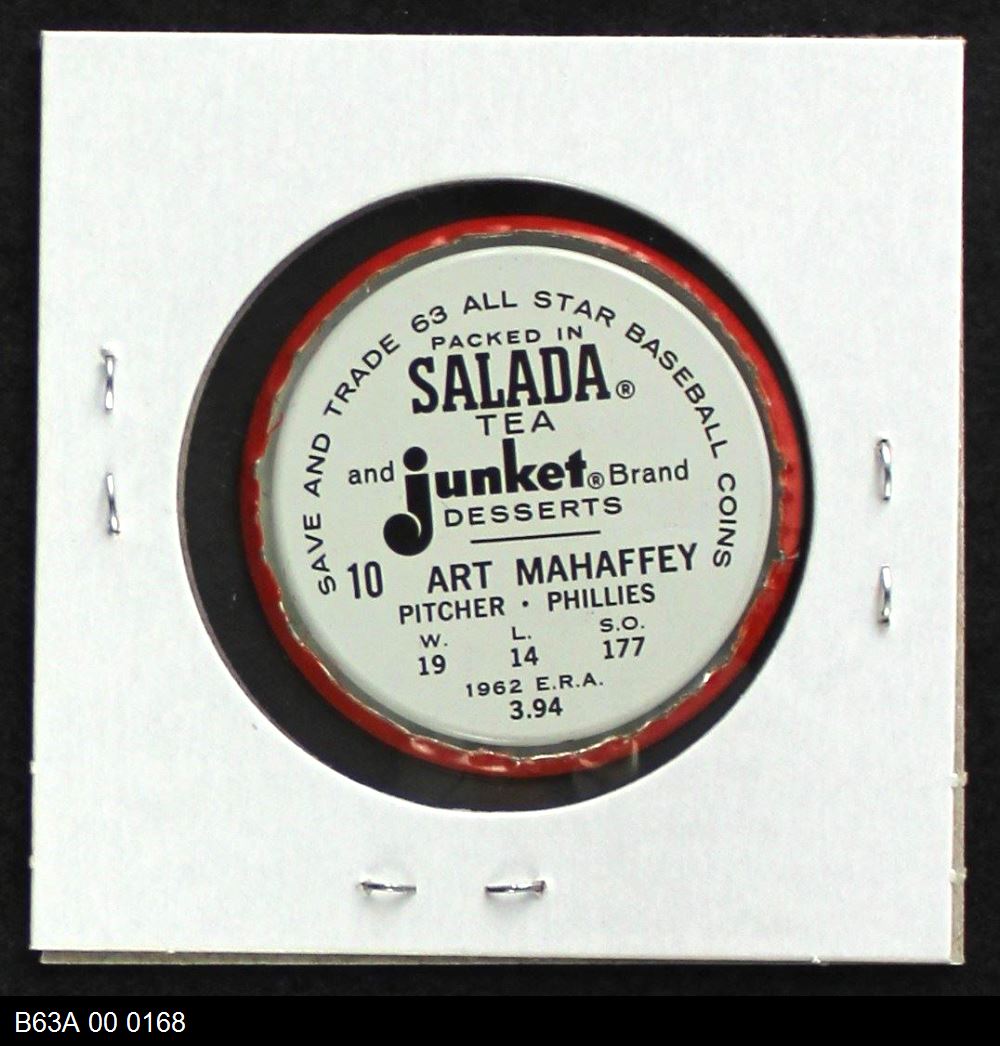 SAVE AND TRADE 63 ALL STAR BASEBALL COINS
PACKED IN
SALADA®
TEA
and junket® Brand
DESSERTS
10 ART MAHAFFEY
PITCHER · PHILLIES
W. L. S.O.
19 14 177
1962 E.R.A.
3.94
B63A 00 0168